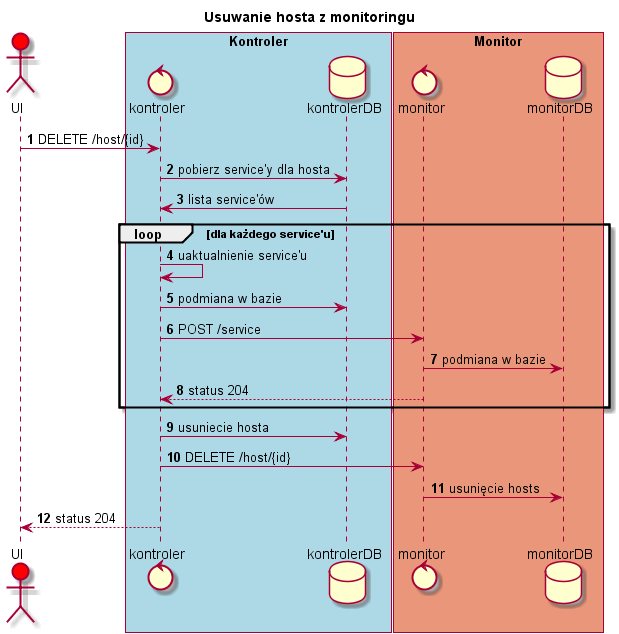 Usuwanie hosta z monitoringu
Kontroler
Monitor
UI
kontroler
kontrolerDB
monitor
monitorDB
1 DELETE /host/{id}
2 pobierz service'y dla hosta
3 lista service'ów
loop [dla każdego service'u]
4 uaktualnienie service'u
5 podmiana w bazie
6 POST /service
7 podmiana w bazie
8 status 204
9 usuniecie hosta
10 DELETE /host/{id}
11 usunięcie hosts
12 status 204
UI
kontroler
kontrolerDB
monitor
monitorDB